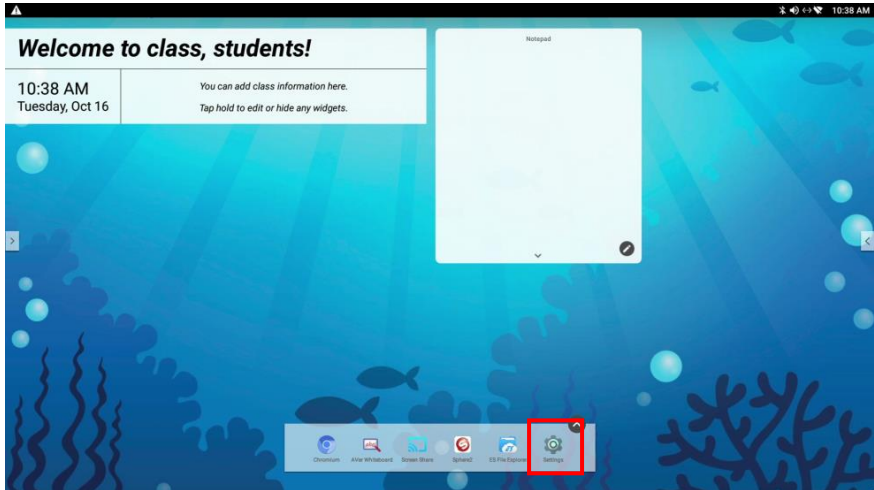 10:38 AM
Welcome to class, students!
10:38 AM
Tuesday, Oct 16
You can add class information here.
Tap hold to edit or hide any widgets.
Notepad
Chromium
AVer Whiteboard
Screen Share
Sphere2
ES File Explorer
Settings